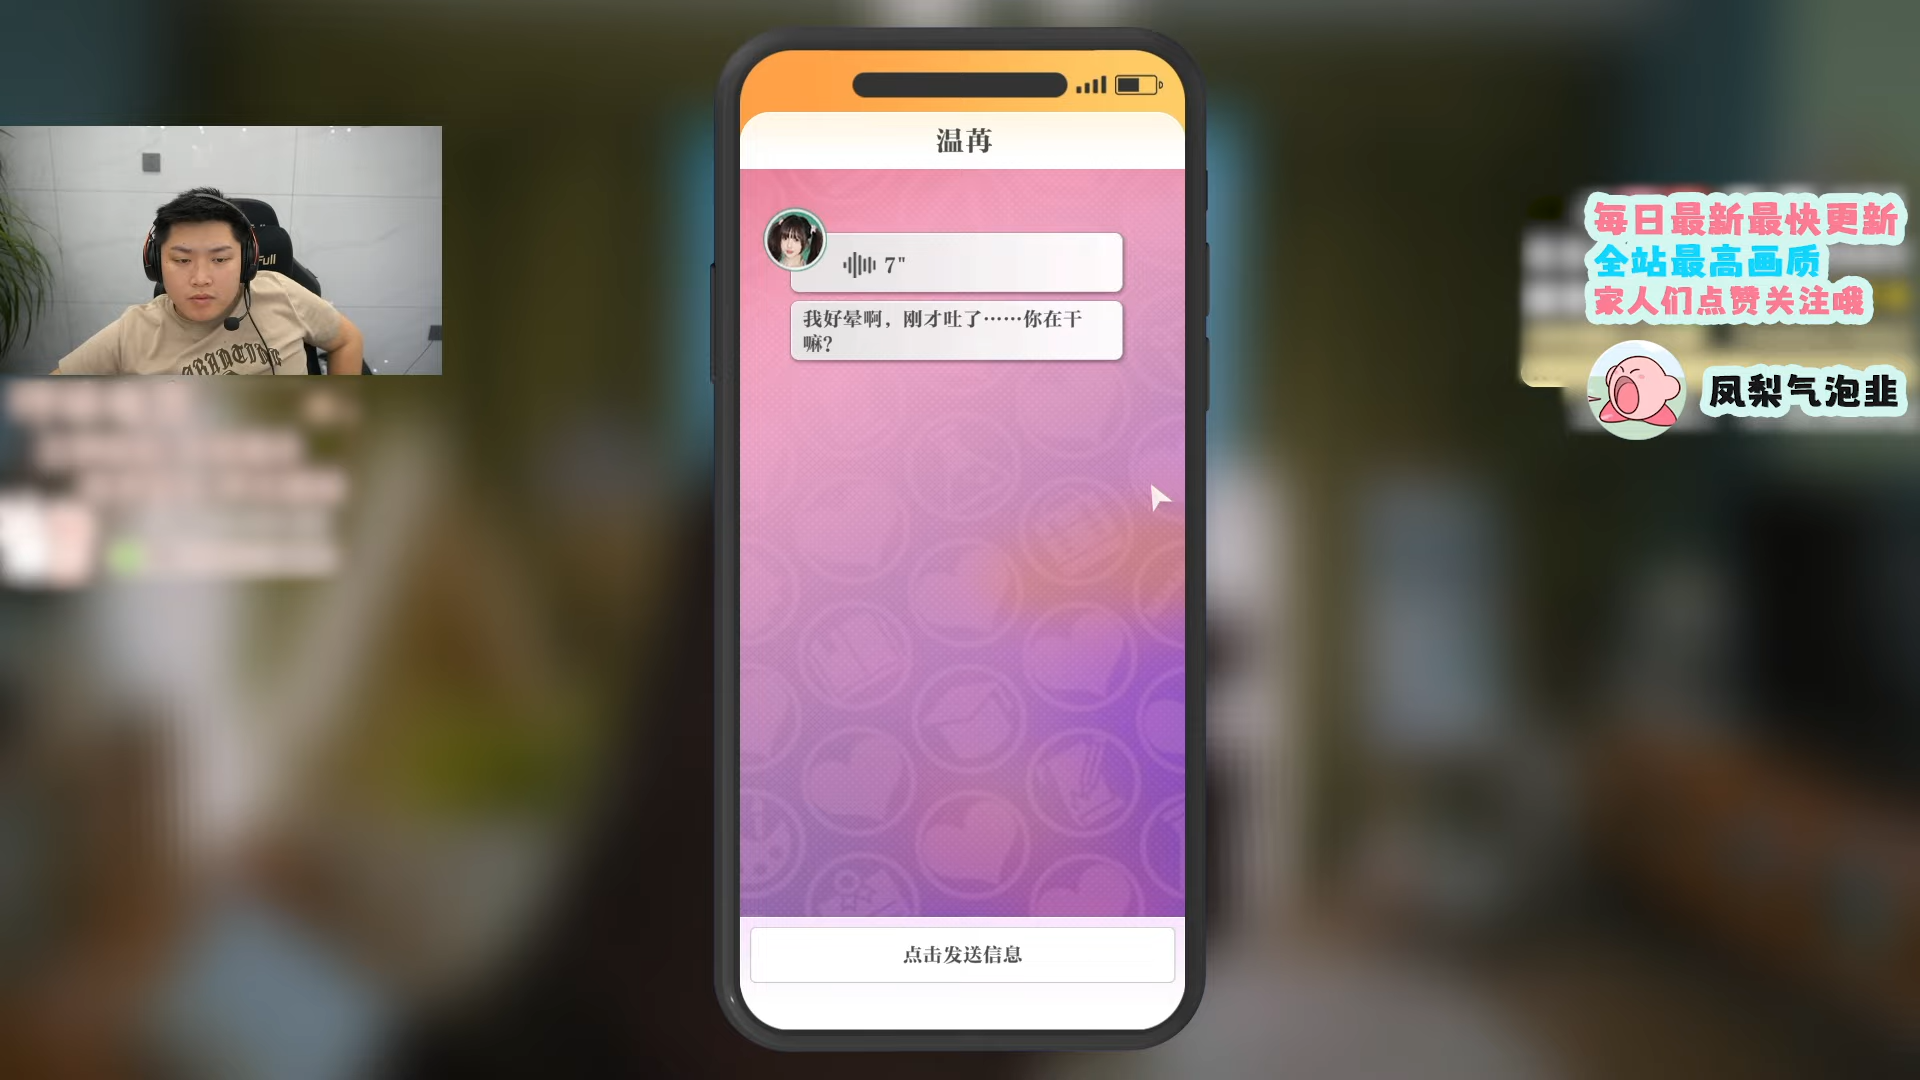 温苒
7"
我好晕啊，刚才吐了……你在干
嘛？
点击发送信息
每日最新最快更新
全站最高画质
家人们点赞关注哦
凤梨气泡韭
Full